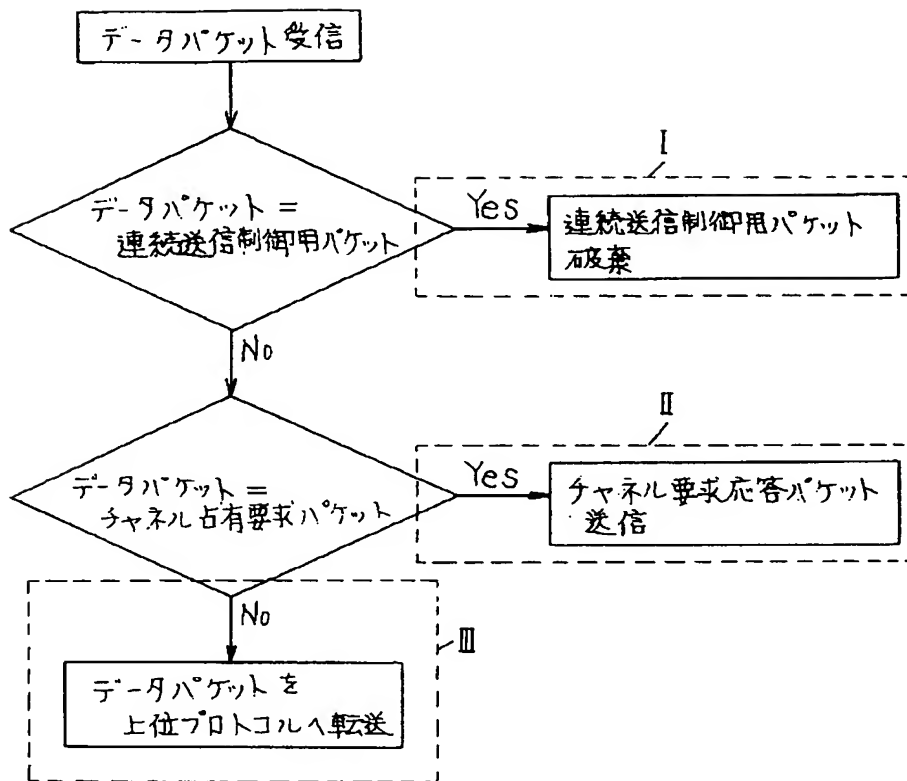 データパケット受信
I
データパケット =
連続送信制御用パケット
Yes
連続送信制御用パケット
破棄
No
II
データパケット =
チャネル占有要求パケット
Yes
チャネル要求応答パケット
送信
No
III
データパケットを
上位プロトコルへ転送